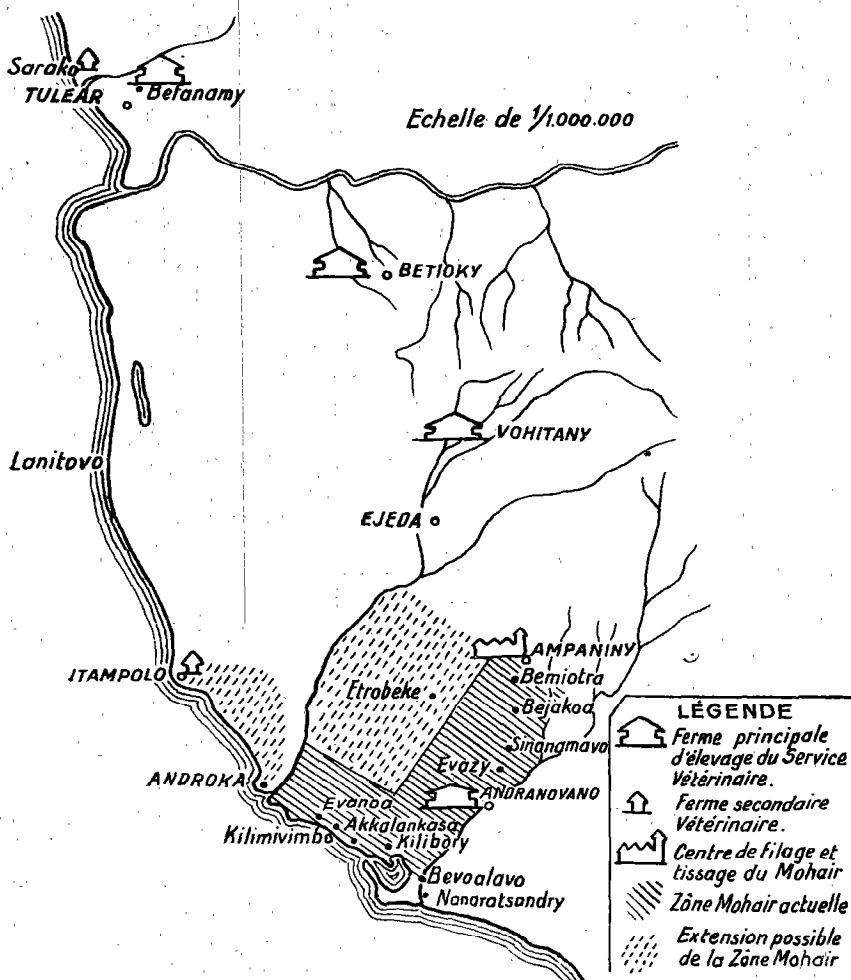 Sarako
TULEAR
Befanamy
Echelle de 1/1.000.000
BETIOKY
VOHITANY
Lanitovo
EJEDA
AMPANINY
ITAMPOLO
Bemiotra
Etrobeke
Bejakoa
Sinangmavo
Evazy
ANDROKA
ANDRANOVANO
Evanoa
Akkalankasa
Kilimivimbo
Kilibory
Bevoalavo
Nanaratsandry
LÉGENDE
Ferme principale
d'élevage du Service
Vétérinaire.
Ferme secondaire
Vétérinaire.
Centre de filage et
tissage du Mohair
Zône Mohair actuelle
Extension possible
de la Zône Mohair